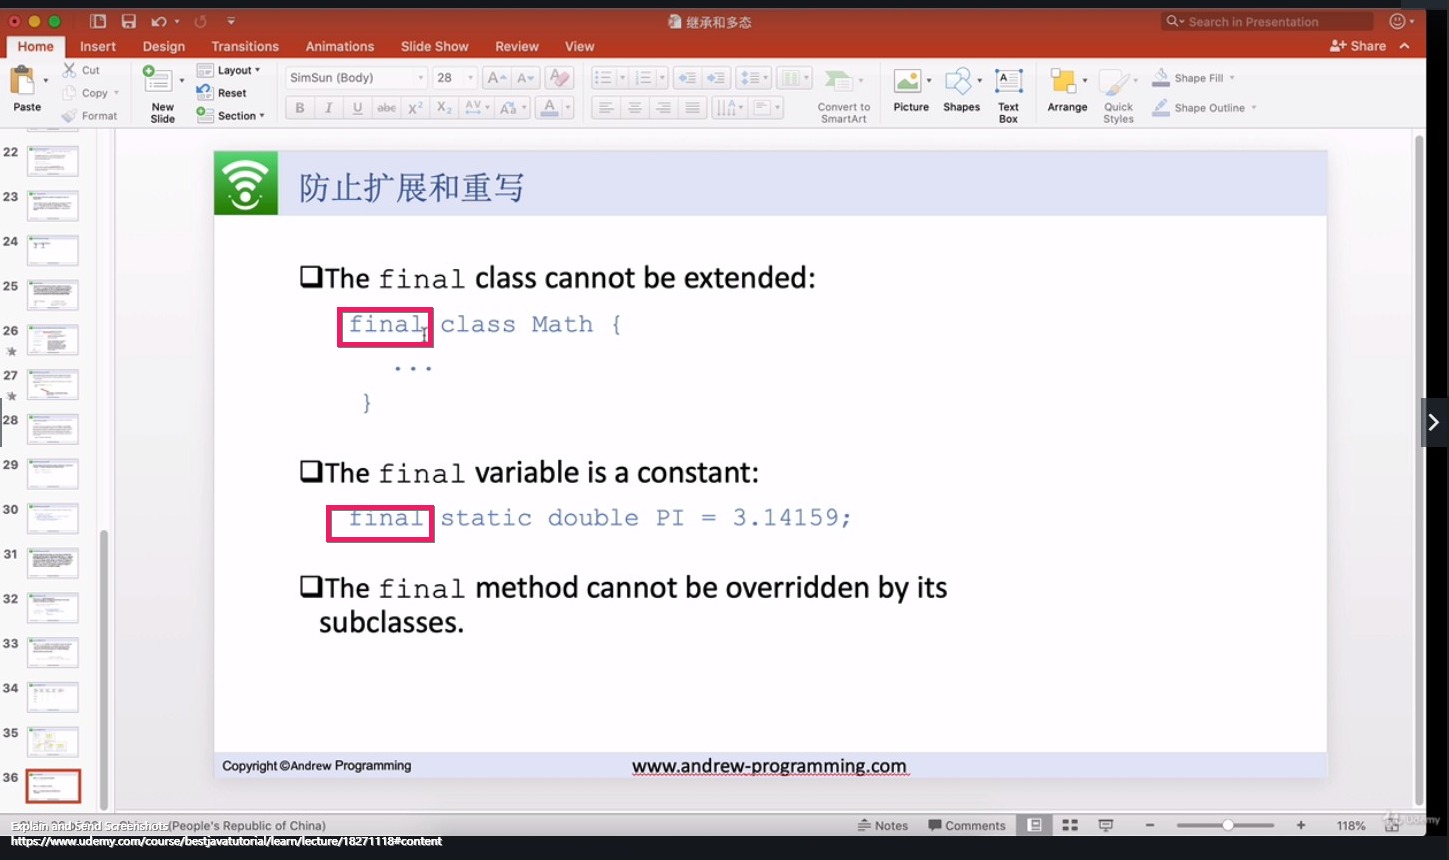 继承和多态
Search in Presentation
Home Insert Design Transitions Animations Slide Show Review View Share
Paste Cut Copy Format New Slide Layout Reset Section SimSun (Body) 28 Convert to SmartArt Picture Shapes Text Box Arrange Quick Styles Shape Fill Shape Outline
22
23
24
25
26
27
28
29
30
31
32
33
34
35
36
防止扩展和重写
The final class cannot be extended:
final class Math {
...
}
The final variable is a constant:
final static double PI = 3.14159;
The final method cannot be overridden by its
subclasses.
Copyright ©Andrew Programming www.andrew-programming.com
Explain and Send Screenshots (People's Republic of China) Notes Comments 118% Udemy
https://www.udemy.com/course/bestjavatutorial/learn/lecture/18271118#content